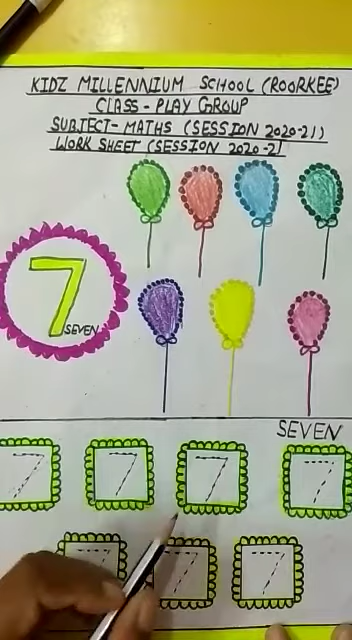 KIDZ MILLENNIUM SCHOOL (ROORKEE)
CLASS - PLAY GROUP
SUBJECT- MATHS (SESSION 2020-21)
WORK SHEET (SESSION 2020-21
7
SEVEN
SEVEN
7 7 7 7
7 7 7